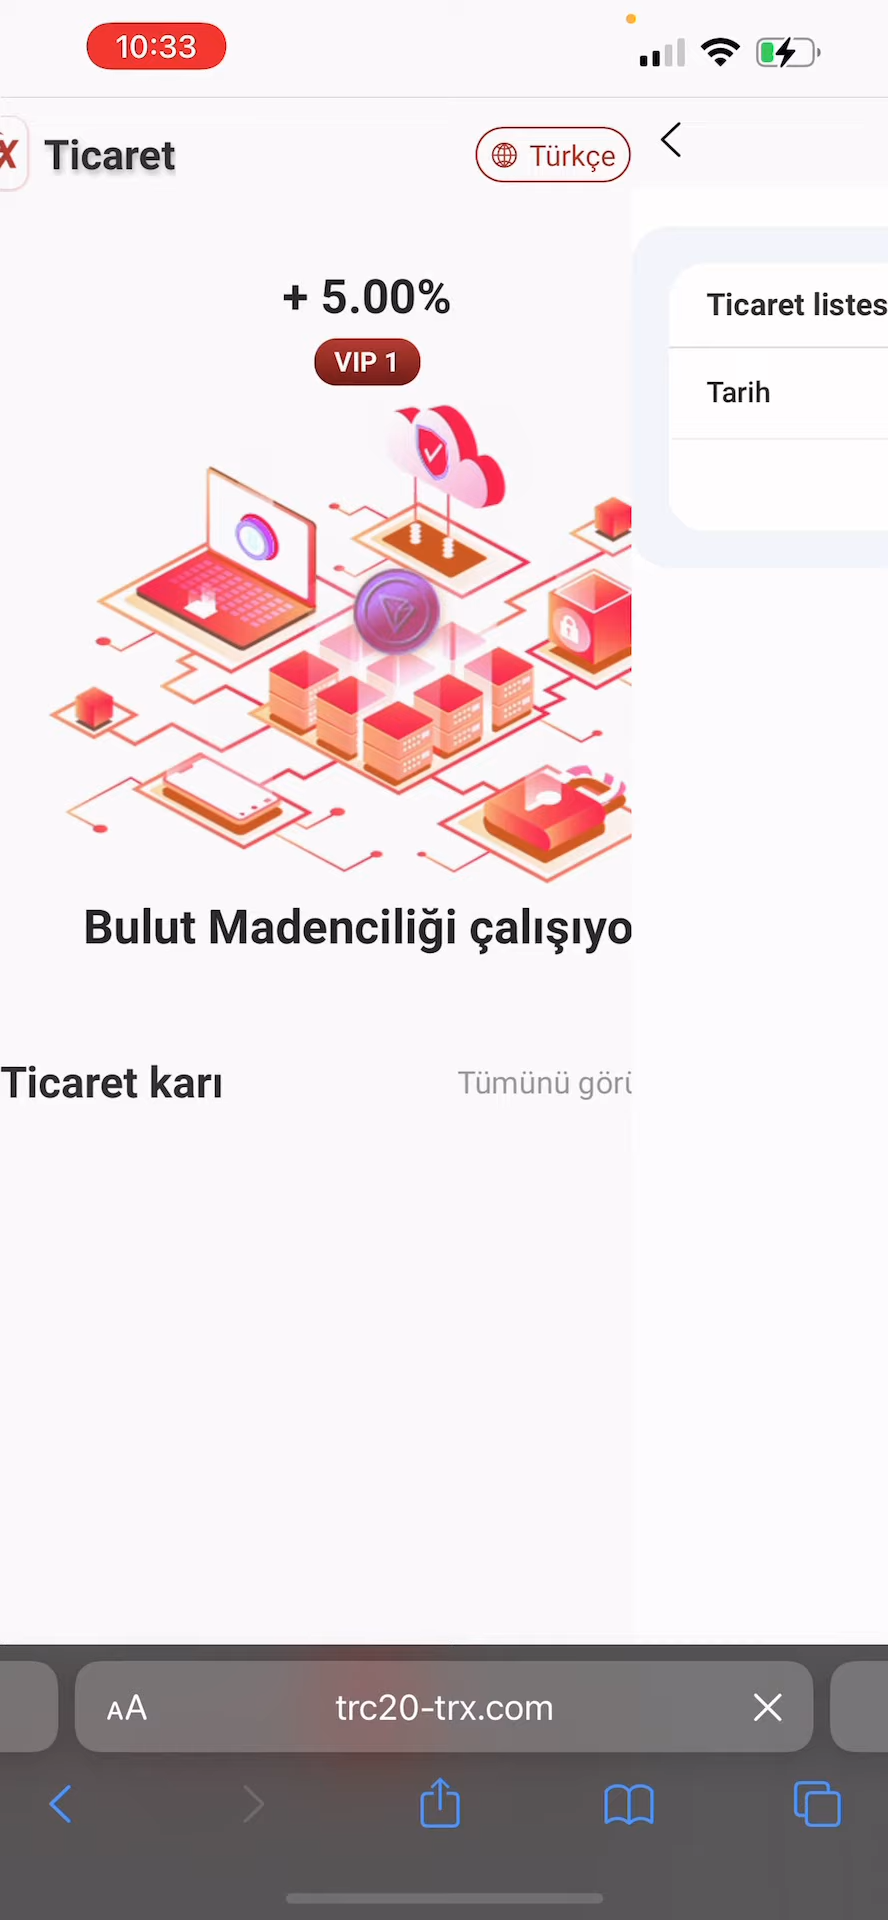 10:33
X Ticaret
Türkçe
+ 5.00%
VIP 1
Ticaret listes
Tarih
Bulut Madenciliği çalışıyo
Ticaret karı
Tümünü görü
AA
trc20-trx.com